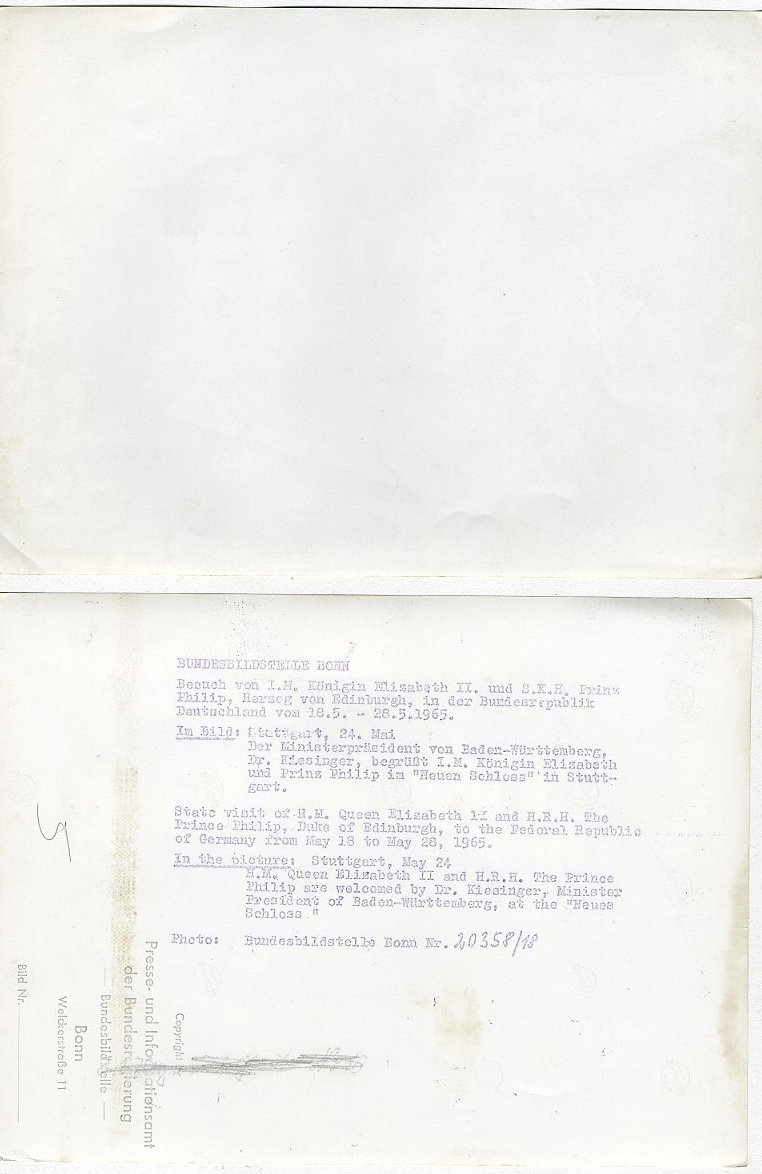 BUNDESBILDSTELLE BONN
Besuch von I.M. Königin Elizabeth II. und S.K.H. Prinz
Philip, Herzog von Edinburgh, in der Bundesrepublik
Deutschland vom 18.5. - 28.5.1965.
Im Bild: Stuttgart, 24. Mai
Der Ministerpräsident von Baden-Württemberg,
Dr. Kiesinger, begrüßt I.M. Königin Elizabeth
und Prinz Philip im "Neuen Schloss" in Stutt-
gart.
State visit of H.M. Queen Elizabeth II and H.R.H. The
Prince Philip, Duke of Edinburgh, to the Federal Republic
of Germany from May 18 to May 28, 1965.
In the picture: Stuttgart, May 24
H.M. Queen Elizabeth II and H.R.H. The Prince
Philip are welcomed by Dr. Kiesinger, Minister
President of Baden-Württemberg, at the "Neues
Schloss "
Photo: Bundesbildstelle Bonn Nr. 20358/18
5
Copyright
Presse- und Informationsamt
der Bundesregierung
Bundesbildstelle
Bonn
Welckerstraße 11
Bild Nr.